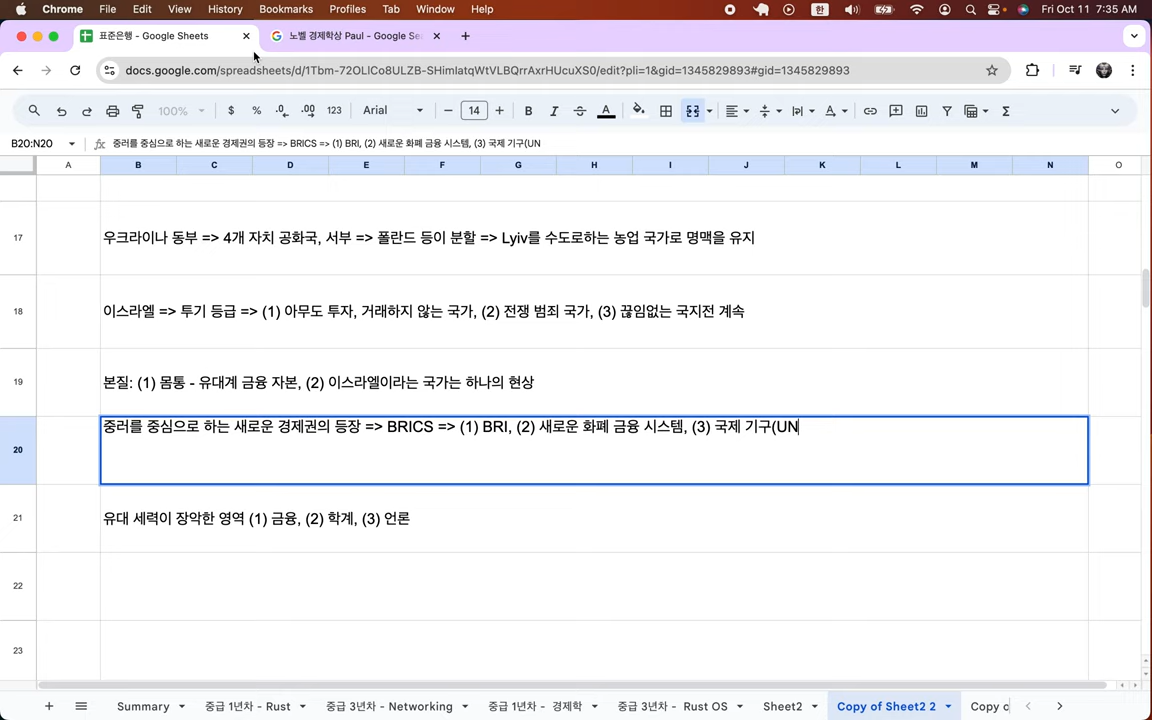 Chrome File Edit View History Bookmarks Profiles Tab Window Help 한 Fri Oct 11 7:35 AM
표준은행 - Google Sheets 노벨 경제학상 Paul - Google Se
docs.google.com/spreadsheets/d/1Tbm-72OLlCo8ULZB-SHimIatqWtVLBQrrAxrHUcuXS0/edit?pli=1&gid=1345829893#gid=1345829893
100% $ % .0 .00 123 Arial 14 B I A
B20:N20 fx 중러를 중심으로 하는 새로운 경제권의 등장 => BRICS => (1) BRI, (2) 새로운 화폐 금융 시스템, (3) 국제 기구(UN
A B C D E F G H I J K L M N O
17 우크라이나 동부 => 4개 자치 공화국, 서부 => 폴란드 등이 분할 => Lyiv를 수도로하는 농업 국가로 명맥을 유지
18 이스라엘 => 투기 등급 => (1) 아무도 투자, 거래하지 않는 국가, (2) 전쟁 범죄 국가, (3) 끊임없는 국지전 계속
19 본질: (1) 몸통 - 유대계 금융 자본, (2) 이스라엘이라는 국가는 하나의 현상
20 중러를 중심으로 하는 새로운 경제권의 등장 => BRICS => (1) BRI, (2) 새로운 화폐 금융 시스템, (3) 국제 기구(UN
21 유대 세력이 장악한 영역 (1) 금융, (2) 학계, (3) 언론
22
23
Summary 중급 1년차 - Rust 중급 3년차 - Networking 중급 1년차 - 경제학 중급 3년차 - Rust OS Sheet2 Copy of Sheet2 2 Copy o